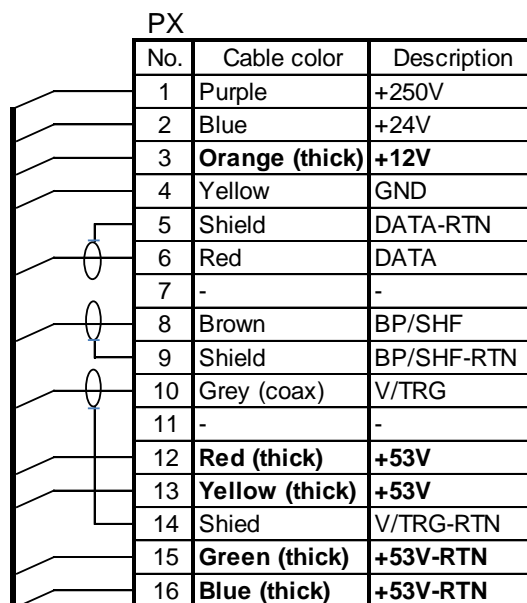 PX
No. Cable color Description
1 Purple +250V
2 Blue +24V
3 Orange (thick) +12V
4 Yellow GND
5 Shield DATA-RTN
6 Red DATA
7 - -
8 Brown BP/SHF
9 Shield BP/SHF-RTN
10 Grey (coax) V/TRG
11 - -
12 Red (thick) +53V
13 Yellow (thick) +53V
14 Shied V/TRG-RTN
15 Green (thick) +53V-RTN
16 Blue (thick) +53V-RTN